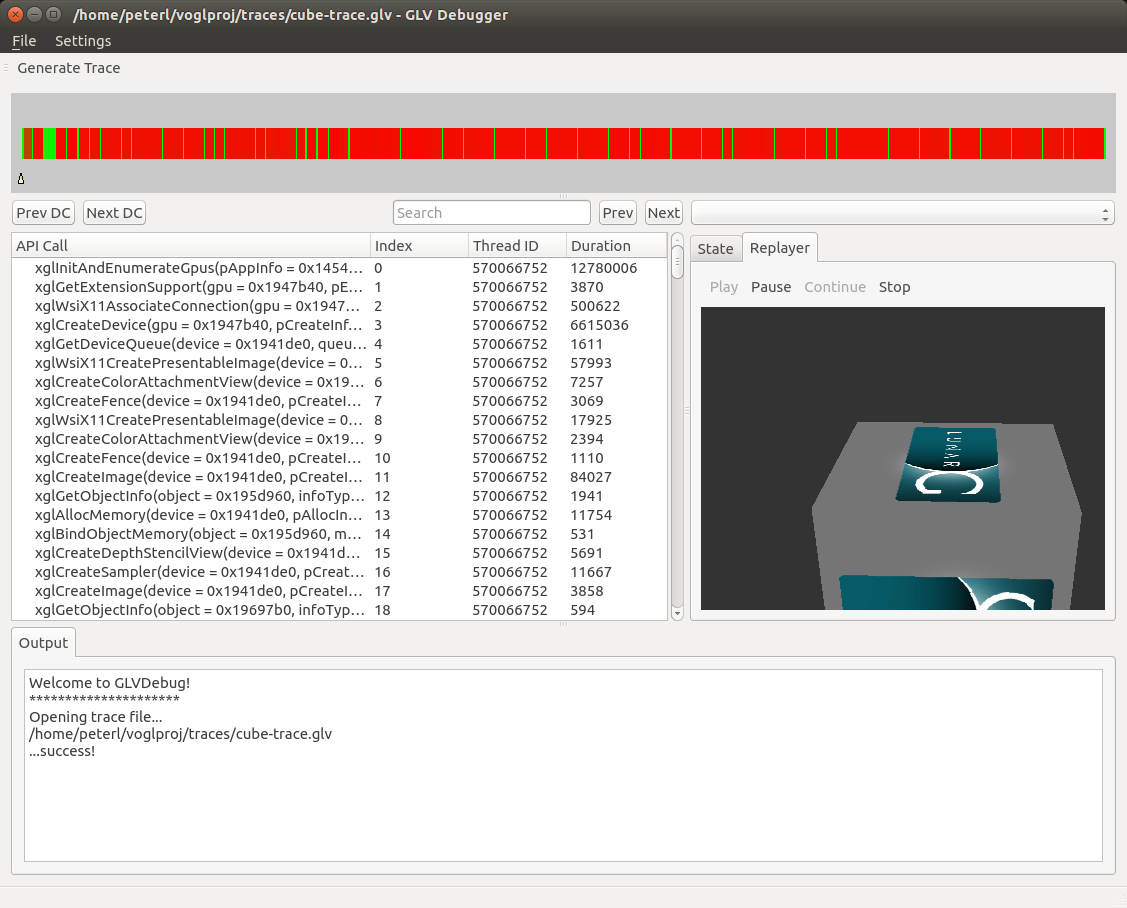 /home/peterl/voglproj/traces/cube-trace.glv - GLV Debugger
File Settings
Generate Trace
Prev DC Next DC Search Prev Next
API Call Index Thread ID Duration
xglInitAndEnumerateGpus(pAppInfo = 0x1454... 0 570066752 12780006
xglGetExtensionSupport(gpu = 0x1947b40, pE... 1 570066752 3870
xglWsiX11AssociateConnection(gpu = 0x1947... 2 570066752 500622
xglCreateDevice(gpu = 0x1947b40, pCreateInf... 3 570066752 6615036
xglGetDeviceQueue(device = 0x1941de0, queu... 4 570066752 1611
xglWsiX11CreatePresentableImage(device = 0... 5 570066752 57993
xglCreateColorAttachmentView(device = 0x19... 6 570066752 7257
xglCreateFence(device = 0x1941de0, pCreateI... 7 570066752 3069
xglWsiX11CreatePresentableImage(device = 0... 8 570066752 17925
xglCreateColorAttachmentView(device = 0x19... 9 570066752 2394
xglCreateFence(device = 0x1941de0, pCreateI... 10 570066752 1110
xglCreateImage(device = 0x1941de0, pCreateI... 11 570066752 84027
xglGetObjectInfo(object = 0x195d960, infoTyp... 12 570066752 1941
xglAllocMemory(device = 0x1941de0, pAllocIn... 13 570066752 11754
xglBindObjectMemory(object = 0x195d960, m... 14 570066752 531
xglCreateDepthStencilView(device = 0x1941d... 15 570066752 5691
xglCreateSampler(device = 0x1941de0, pCreat... 16 570066752 11667
xglCreateImage(device = 0x1941de0, pCreateI... 17 570066752 3858
xglGetObjectInfo(object = 0x19697b0, infoTyp... 18 570066752 594
State Replayer
Play Pause Continue Stop
LUNAR
C
C
Output
Welcome to GLVDebug!
*********************
Opening trace file...
/home/peterl/voglproj/traces/cube-trace.glv
...success!